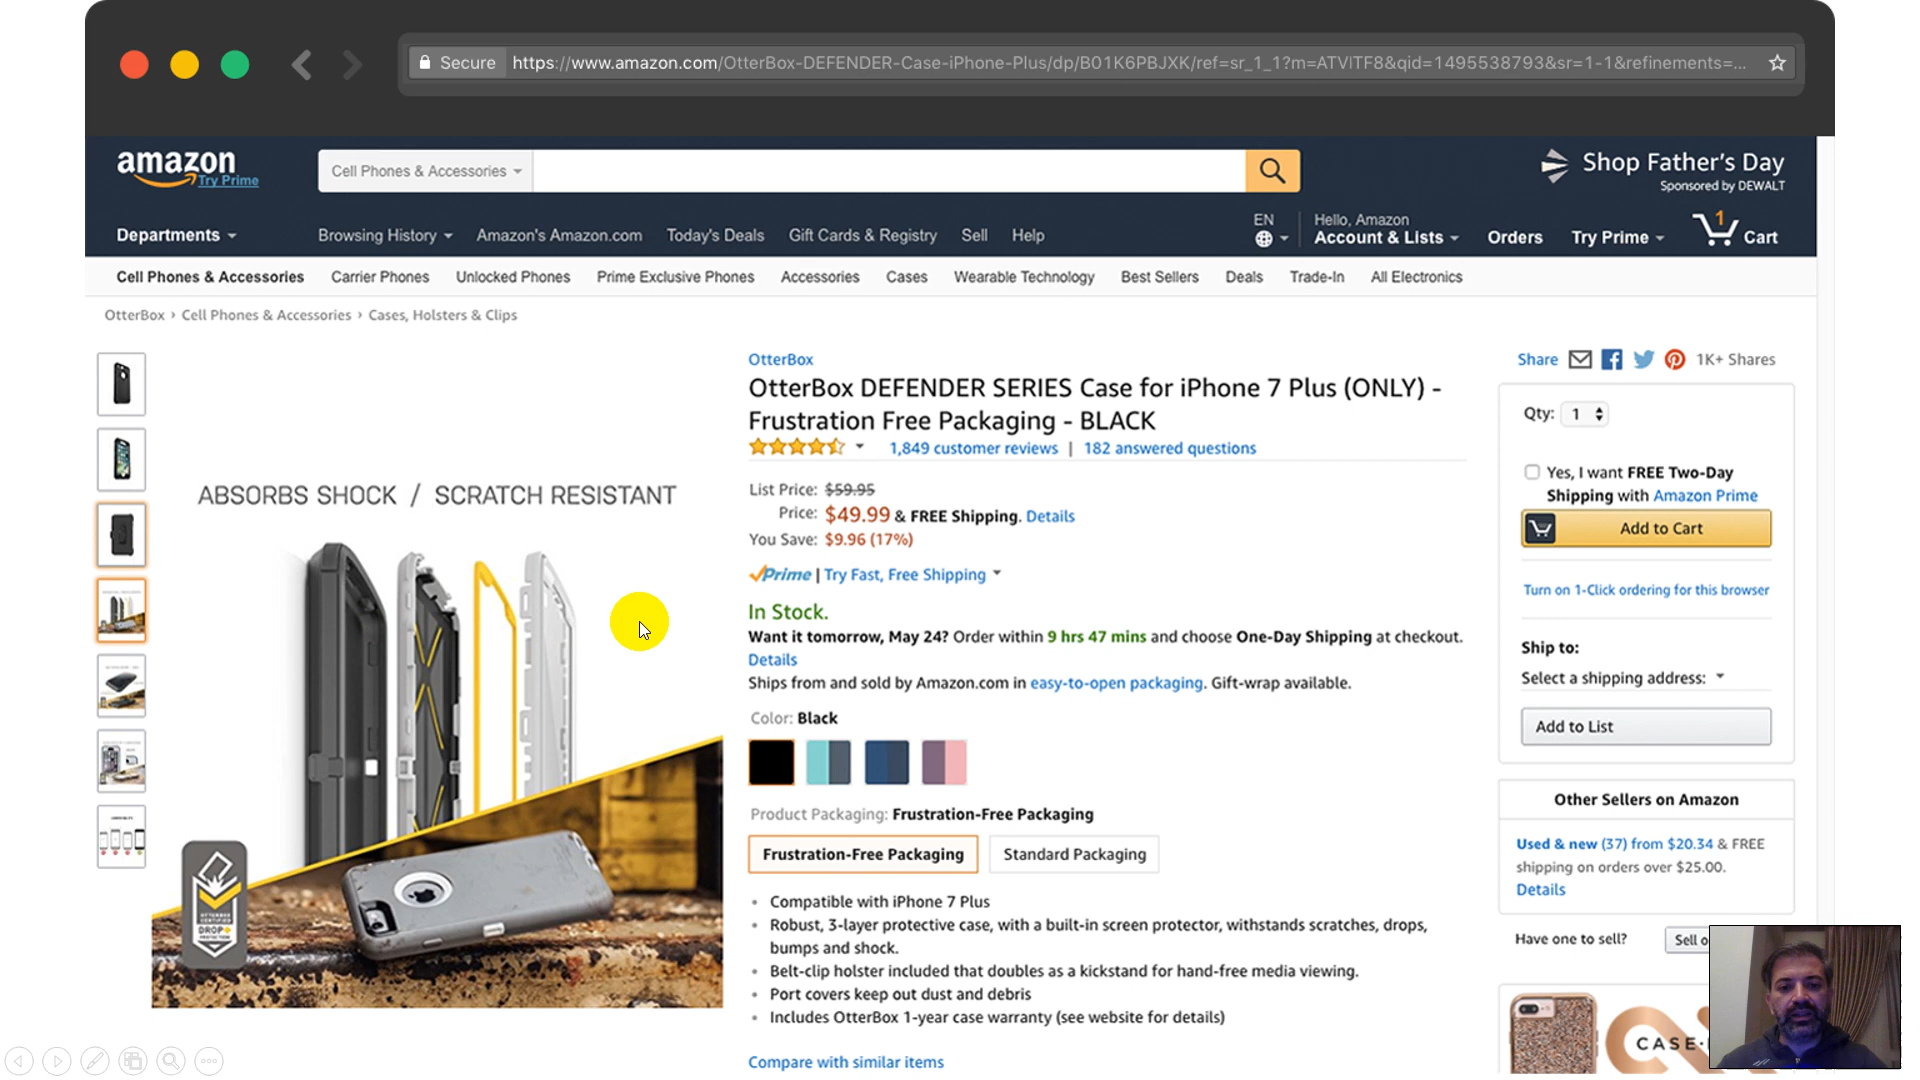 Secure
https://www.amazon.com/OtterBox-DEFENDER-Case-iPhone-Plus/dp/B01K6PBJXK/ref=sr_1_1?m=ATVITF8&qid=1495538793&sr=1-1&refinements=...
amazon
Try Prime
Cell Phones & Accessories
Shop Father's Day
Sponsored by DEWALT
Departments
Browsing History
Amazon's Amazon.com
Today's Deals
Gift Cards & Registry
Sell
Help
EN
Hello, Amazon
Account & Lists
Orders
Try Prime
1
Cart
Cell Phones & Accessories
Carrier Phones
Unlocked Phones
Prime Exclusive Phones
Accessories
Cases
Wearable Technology
Best Sellers
Deals
Trade-In
All Electronics
OtterBox › Cell Phones & Accessories › Cases, Holsters & Clips
ABSORBS SHOCK / SCRATCH RESISTANT
OTTERBOX
CERTIFIED
DROP+
PROTECTION
OtterBox
OtterBox DEFENDER SERIES Case for iPhone 7 Plus (ONLY) -
Frustration Free Packaging - BLACK
1,849 customer reviews | 182 answered questions
List Price: $59.95
Price: $49.99 & FREE Shipping. Details
You Save: $9.96 (17%)
Prime | Try Fast, Free Shipping
In Stock.
Want it tomorrow, May 24? Order within 9 hrs 47 mins and choose One-Day Shipping at checkout.
Details
Ships from and sold by Amazon.com in easy-to-open packaging. Gift-wrap available.
Color: Black
Product Packaging: Frustration-Free Packaging
Frustration-Free Packaging
Standard Packaging
• Compatible with iPhone 7 Plus
• Robust, 3-layer protective case, with a built-in screen protector, withstands scratches, drops,
bumps and shock.
• Belt-clip holster included that doubles as a kickstand for hand-free media viewing.
• Port covers keep out dust and debris
• Includes OtterBox 1-year case warranty (see website for details)
Compare with similar items
Share
1K+ Shares
Qty: 1
Yes, I want FREE Two-Day
Shipping with Amazon Prime
Add to Cart
Turn on 1-Click ordering for this browser
Ship to:
Select a shipping address:
Add to List
Other Sellers on Amazon
Used & new (37) from $20.34 & FREE
shipping on orders over $25.00.
Details
Have one to sell?
Sell o
CASE-